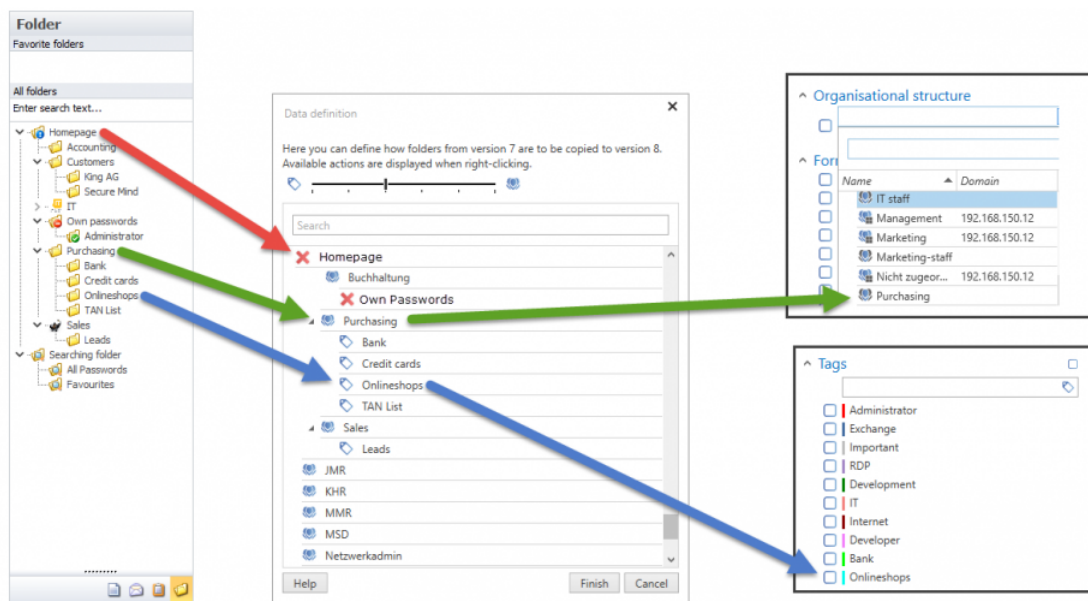 Folder
Favorite folders
All folders
Enter search text...
Homepage
Accounting
Customers
King AG
Secure Mind
IT
Own passwords
Administrator
Purchasing
Bank
Credit cards
Onlineshops
TAN List
Sales
Leads
Searching folder
All Passwords
Favourites
Data definition
Here you can define how folders from version 7 are to be copied to version 8.
Available actions are displayed when right-clicking.
Search
Homepage
Buchhaltung
Own Passwords
Purchasing
Bank
Credit cards
Onlineshops
TAN List
Sales
Leads
JMR
KHR
MMR
MSD
Netzwerkadmin
Help Finish Cancel
Organisational structure
Name Domain
IT staff
Management 192.168.150.12
Marketing 192.168.150.12
Marketing-staff
Nicht zugeor... 192.168.150.12
Purchasing
Tags
Administrator
Exchange
Important
RDP
Development
IT
Internet
Developer
Bank
Onlineshops